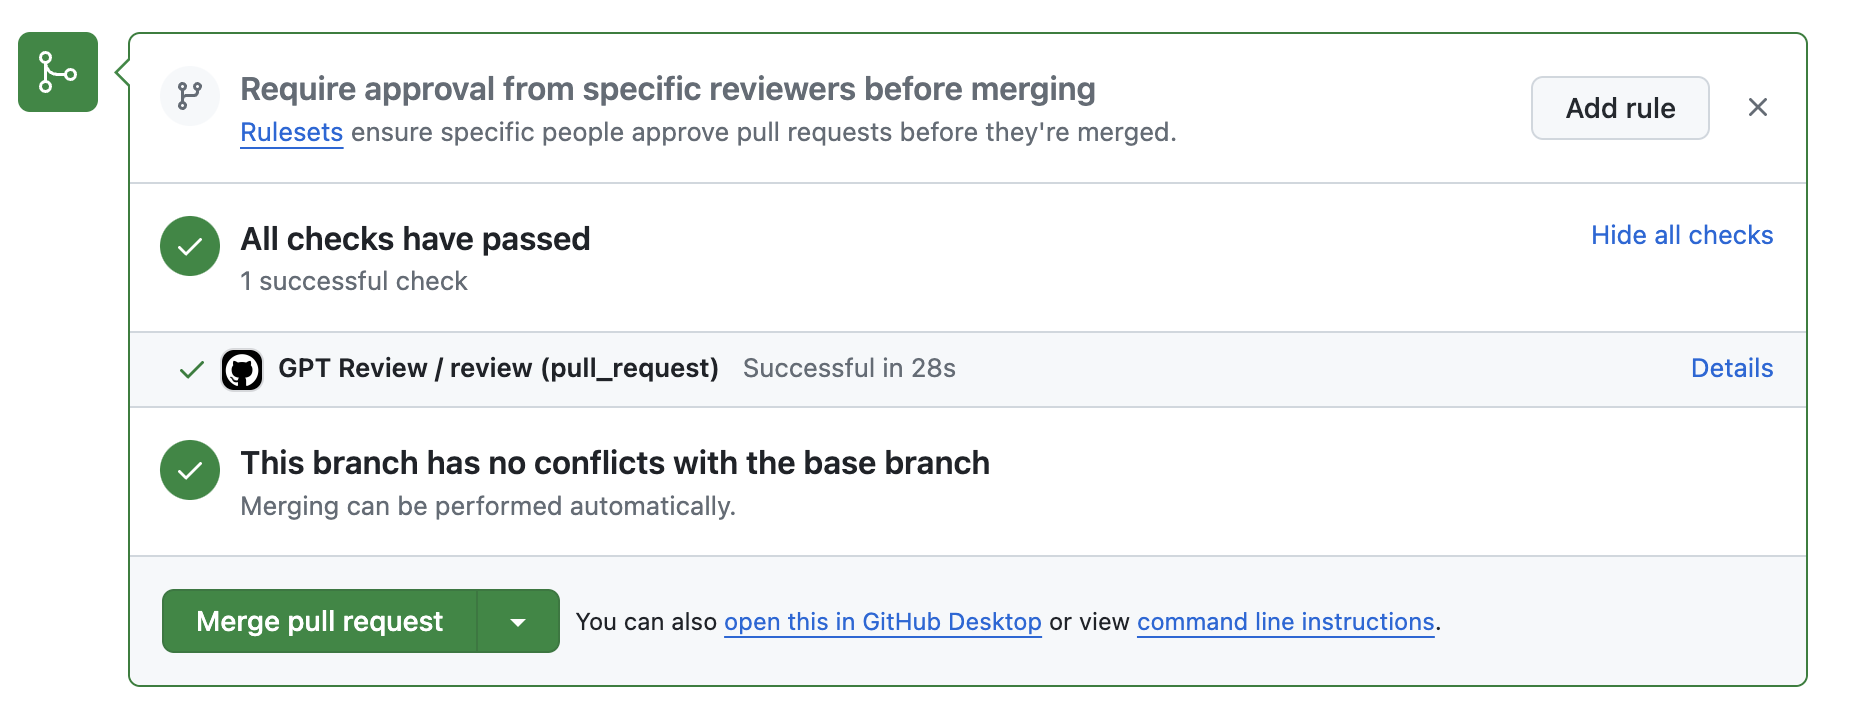 Require approval from specific reviewers before merging
Add rule
Rulesets ensure specific people approve pull requests before they're merged.
All checks have passed
Hide all checks
1 successful check
GPT Review / review (pull_request) Successful in 28s
Details
This branch has no conflicts with the base branch
Merging can be performed automatically.
Merge pull request
You can also open this in GitHub Desktop or view command line instructions.